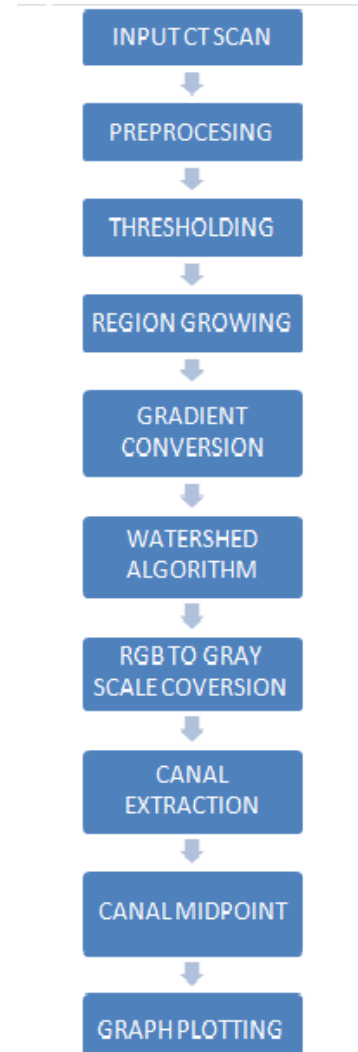 INPUT CT SCAN
PREPROCESING
THRESHOLDING
REGION GROWING
GRADIENT
CONVERSION
WATERSHED
ALGORITHM
RGB TO GRAY
SCALE COVERSION
CANAL
EXTRACTION
CANAL MIDPOINT
GRAPH PLOTTING